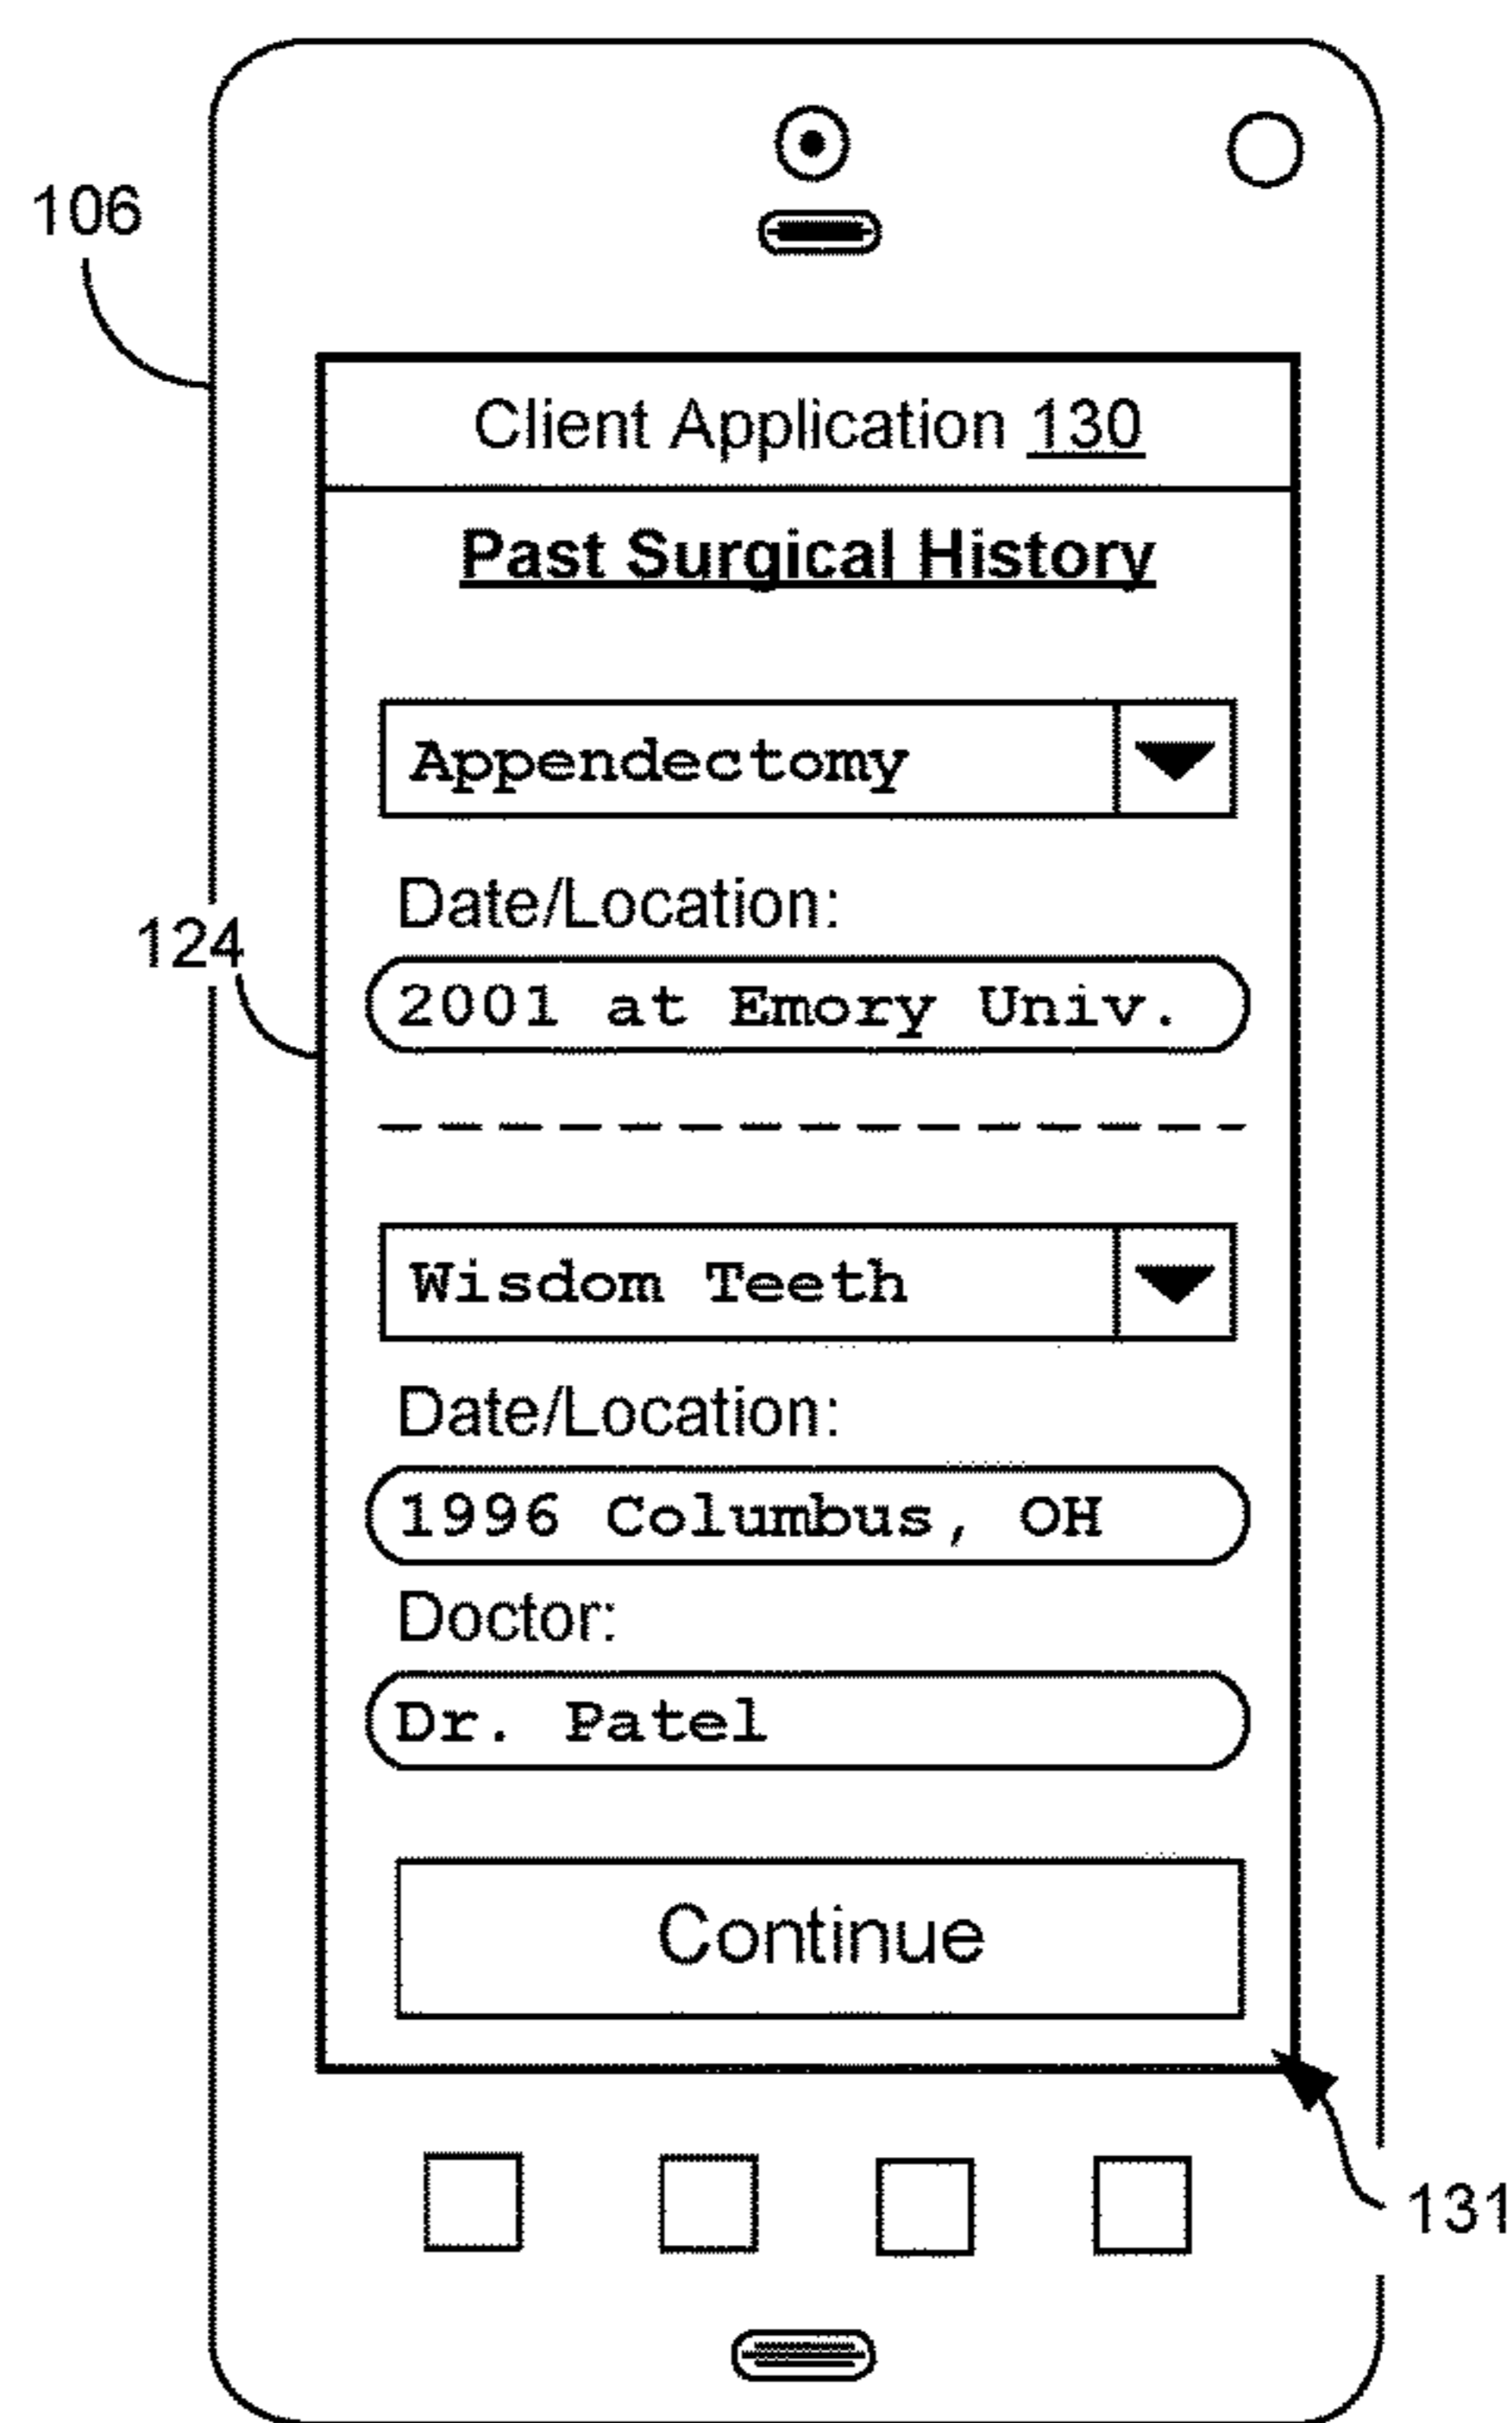 106
Client Application 130
Past Surgical History
Appendectomy
Date/Location:
124
2001 at Emory Univ.
Wisdom Teeth
Date/Location:
1996 Columbus, OH
Doctor:
Dr. Patel
Continue
131